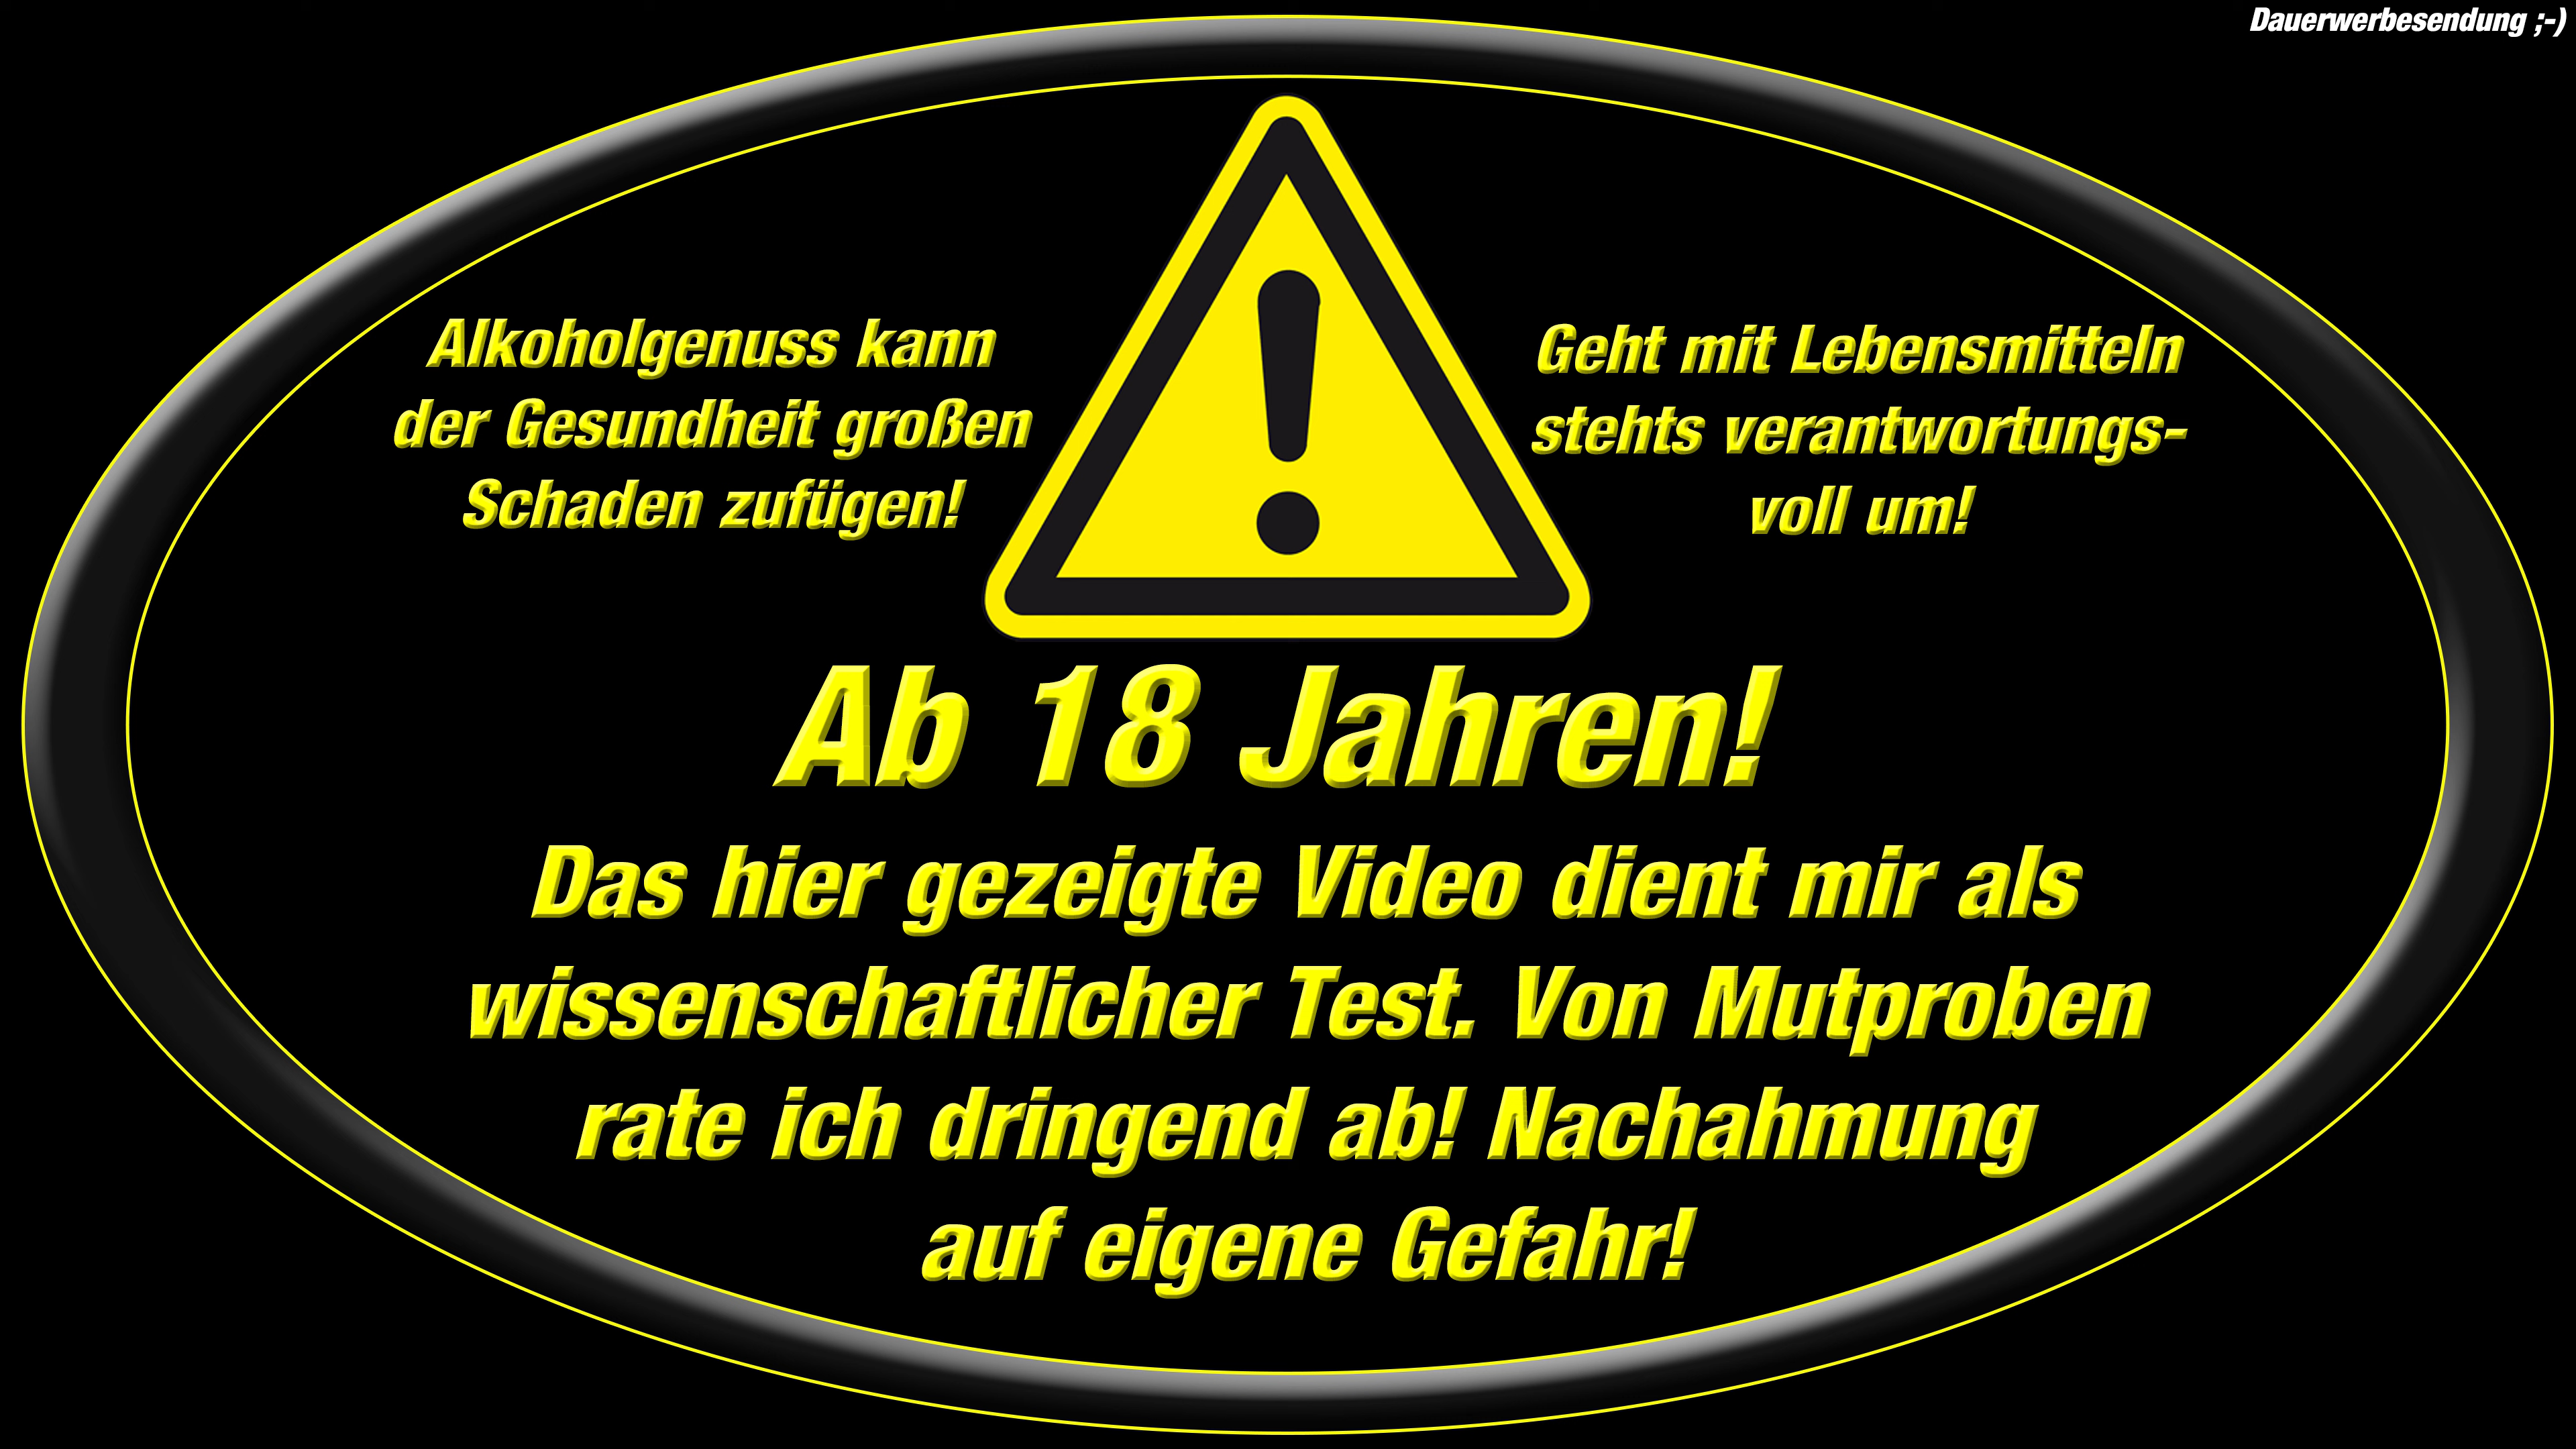 Dauerwerbesendung ;-)
Alkoholgenuss kann
der Gesundheit großen
Schaden zufügen!
Geht mit Lebensmitteln
stehts verantwortungs-
voll um!
Ab 18 Jahren!
Das hier gezeigte Video dient mir als
wissenschaftlicher Test. Von Mutproben
rate ich dringend ab! Nachahmung
auf eigene Gefahr!